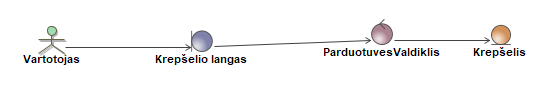 Vartotojas
Krepšelio langas
ParduotuvesValdiklis
Krepšelis